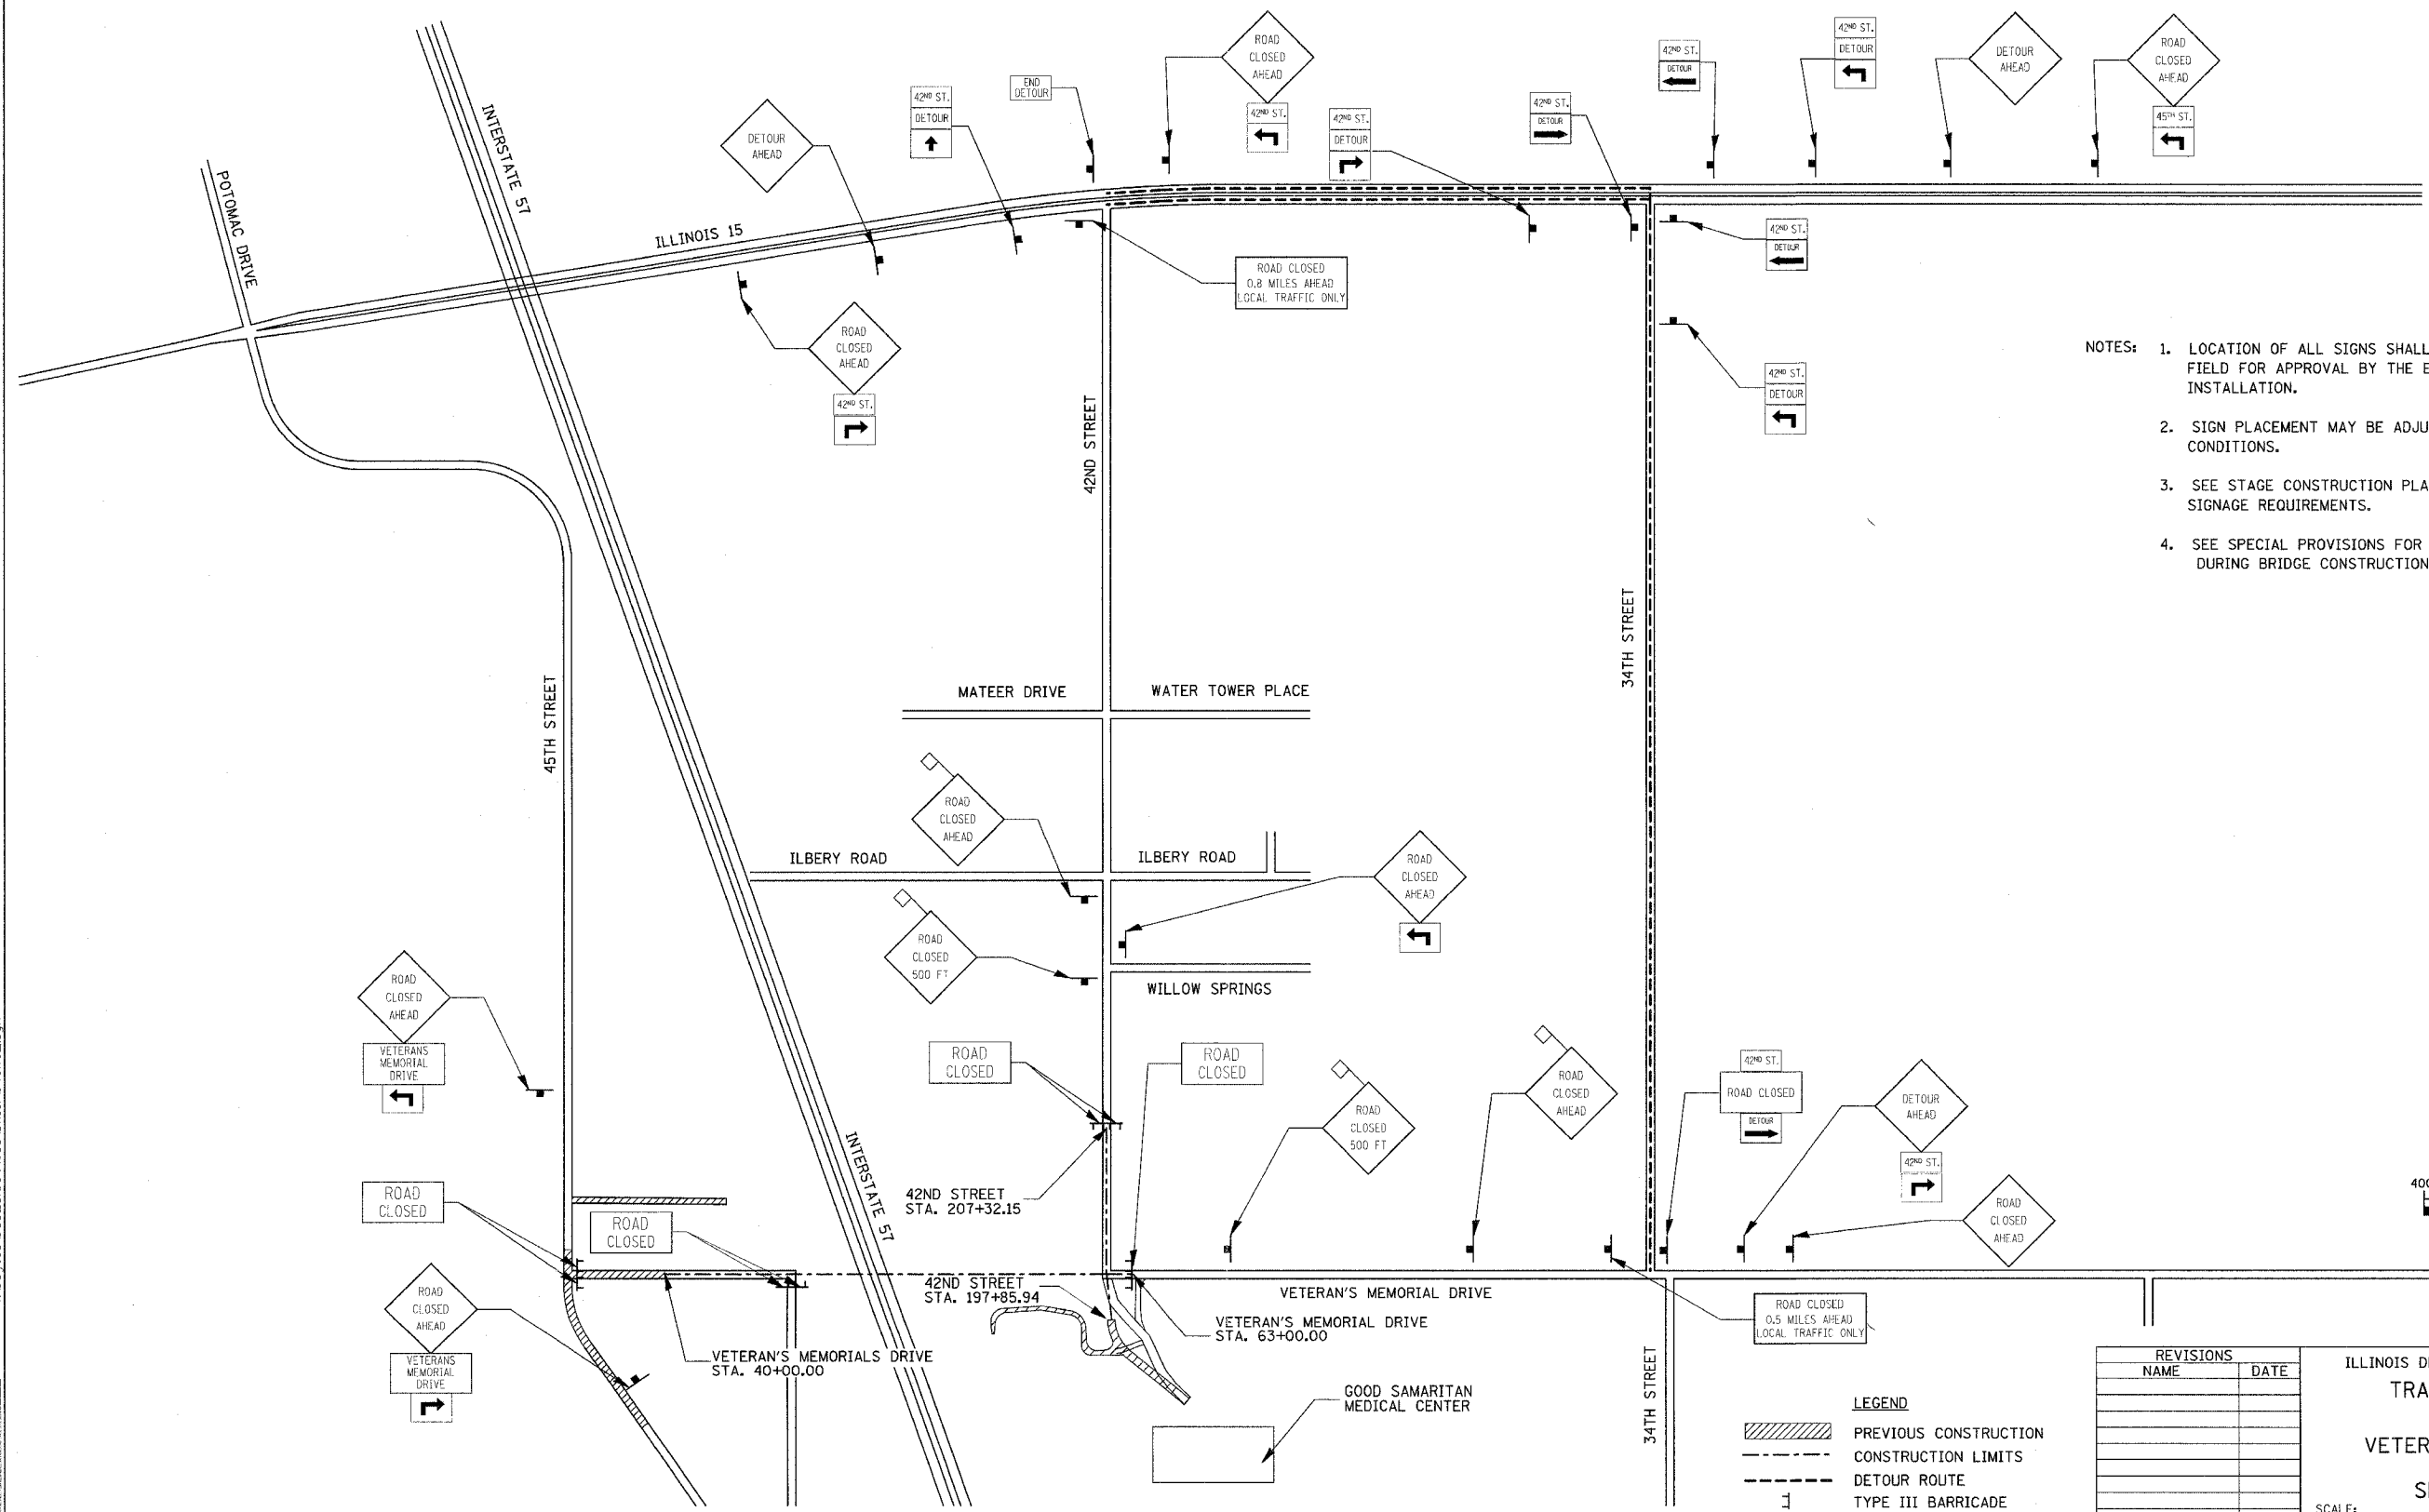 ROAD
CLOSED
AHEAD
42ND ST.
42ND ST.
DETOUR
42ND ST.
DETOUR
DETOUR
AHEAD
ROAD
CLOSED
AHEAD
45TH ST.
END
DETOUR
42ND ST.
DETOUR
42ND ST.
DETOUR
42ND ST.
DETOUR
DETOUR
AHEAD
INTERSTATE 57
POTOMAC DRIVE
ILLINOIS 15
ROAD CLOSED
0.8 MILES AHEAD
LOCAL TRAFFIC ONLY
42ND ST.
DETOUR
ROAD
CLOSED
AHEAD
42ND ST.
42ND ST.
DETOUR
42ND STREET
NOTES: 1. LOCATION OF ALL SIGNS SHALL
FIELD FOR APPROVAL BY THE E
INSTALLATION.
2. SIGN PLACEMENT MAY BE ADJU
CONDITIONS.
3. SEE STAGE CONSTRUCTION PLA
SIGNAGE REQUIREMENTS.
4. SEE SPECIAL PROVISIONS FOR
DURING BRIDGE CONSTRUCTION
34TH STREET
45TH STREET
MATEER DRIVE
WATER TOWER PLACE
ROAD
CLOSED
AHEAD
ILBERY ROAD
ILBERY ROAD
ROAD
CLOSED
AHEAD
ROAD
CLOSED
500 FT
WILLOW SPRINGS
ROAD
CLOSED
AHEAD
VETERANS
MEMORIAL
DRIVE
ROAD
CLOSED
ROAD
CLOSED
ROAD
CLOSED
500 FT
ROAD
CLOSED
AHEAD
42ND ST.
ROAD CLOSED
DETOUR
DETOUR
AHEAD
42ND ST.
ROAD
CLOSED
AHEAD
INTERSTATE 57
42ND STREET
STA. 207+32.15
ROAD
CLOSED
ROAD
CLOSED
ROAD
CLOSED
AHEAD
VETERANS
MEMORIAL
DRIVE
42ND STREET
STA. 197+85.94
VETERAN'S MEMORIAL DRIVE
VETERAN'S MEMORIAL DRIVE
STA. 63+00.00
ROAD CLOSED
0.5 MILES AHEAD
LOCAL TRAFFIC ONLY
VETERAN'S MEMORIALS DRIVE
STA. 40+00.00
GOOD SAMARITAN
MEDICAL CENTER
34TH STREET
LEGEND
PREVIOUS CONSTRUCTION
CONSTRUCTION LIMITS
DETOUR ROUTE
TYPE III BARRICADE
REVISIONS
NAME DATE
ILLINOIS D
TRA
VETER
S
SCALE:
400